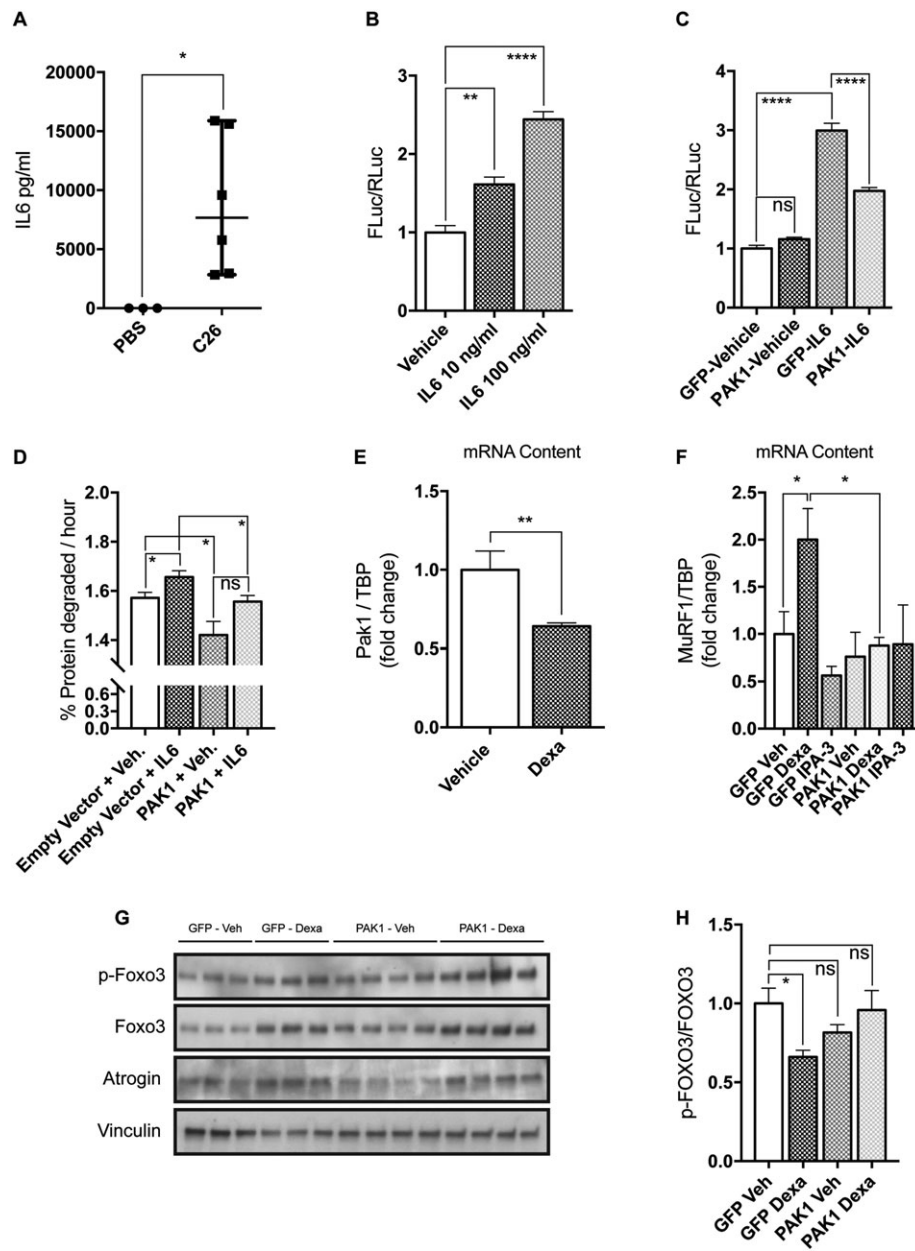 A
IL6 pg/ml
20000
15000
10000
5000
0
*
PBS
C26
B
FLuc/RLuc
3
2
1
0
**
****
Vehicle
IL6 10 ng/ml
IL6 100 ng/ml
C
FLuc/RLuc
4
3
2
1
0
****
****
ns
GFP-Vehicle
PAK1-Vehicle
GFP-IL6
PAK1-IL6
D
% Protein degraded / hour
2.0
1.8
1.6
1.4
0.6
0.3
0.0
*
*
*
ns
Empty Vector + Veh.
Empty Vector + IL6
PAK1 + Veh.
PAK1 + IL6
E
mRNA Content
Pak1 / TBP
(fold change)
1.5
1.0
0.5
0.0
**
Vehicle
Dexa
F
mRNA Content
MuRF1/TBP
(fold change)
2.5
2.0
1.5
1.0
0.5
0.0
*
*
GFP Veh
GFP Dexa
GFP IPA-3
PAK1 Veh
PAK1 Dexa
PAK1 IPA-3
G
GFP - Veh
GFP - Dexa
PAK1 - Veh
PAK1 - Dexa
p-Foxo3
Foxo3
Atrogin
Vinculin
H
p-FOXO3/FOXO3
1.5
1.0
0.5
0.0
*
ns
ns
GFP Veh
GFP Dexa
PAK1 Veh
PAK1 Dexa